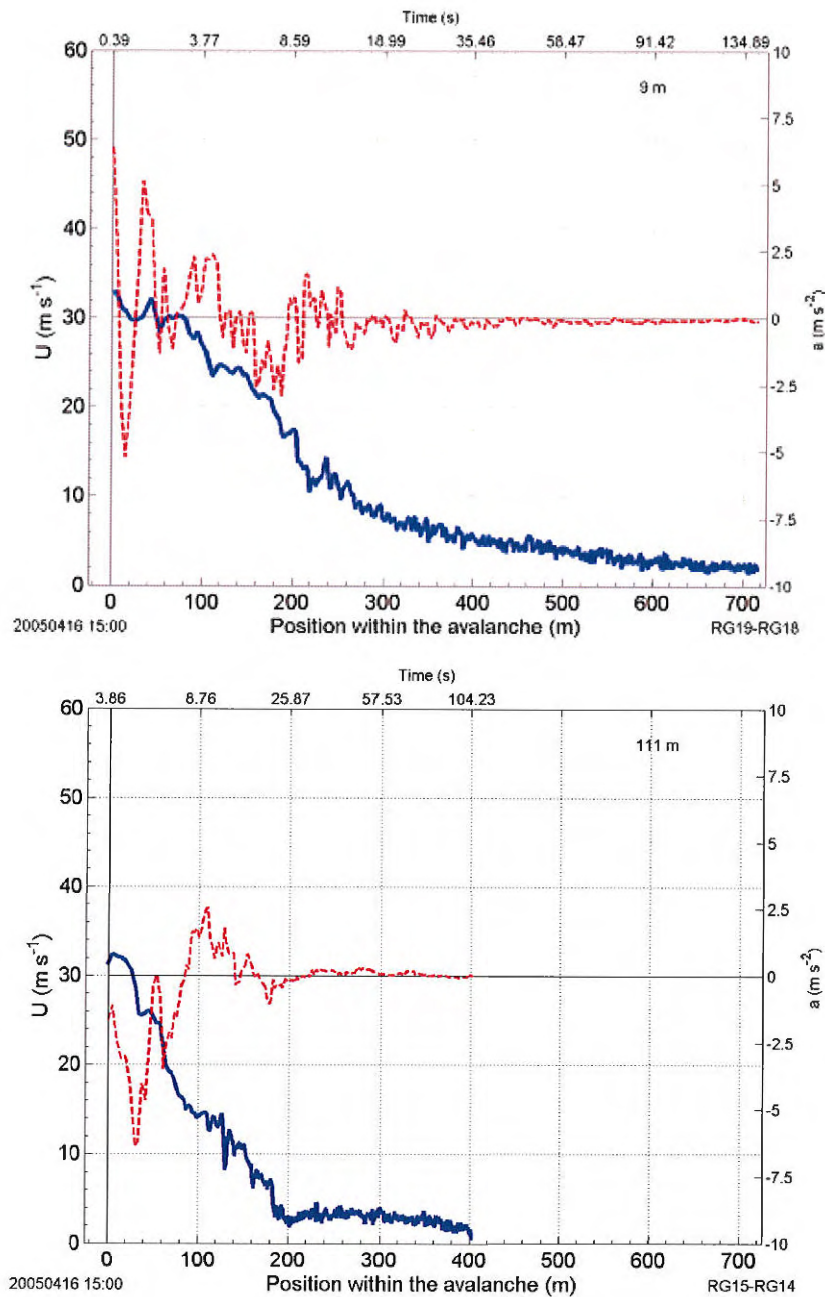 Time (s)
0.39 3.77 8.59 18.99 35.46 58.47 91.42 134.89
60 10
9 m
50 7.5
5
40 2.5
30 0
20 -2.5
-5
10 -7.5
0 -10
U (m s⁻¹)
a (m s⁻²)
0 100 200 300 400 500 600 700
20050416 15:00 Position within the avalanche (m) RG19-RG18
Time (s)
3.86 8.76 25.87 57.53 104.23
60 10
111 m
50 7.5
5
40 2.5
30 0
20 -2.5
-5
10 -7.5
0 -10
U (m s⁻¹)
a (m s⁻²)
0 100 200 300 400 500 600 700
20050416 15:00 Position within the avalanche (m) RG15-RG14